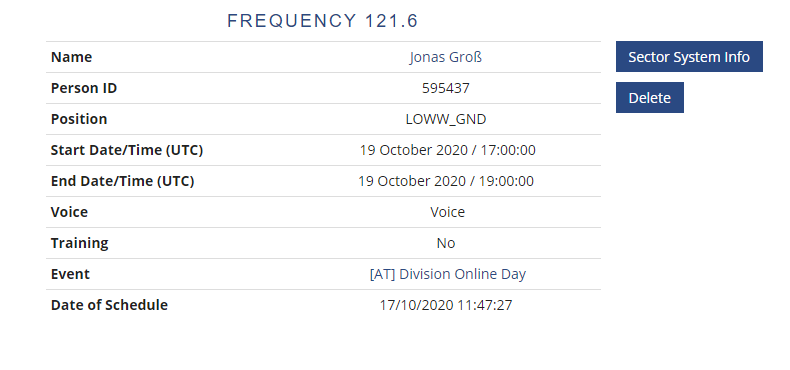 FREQUENCY 121.6
Name Jonas Groß
Sector System Info
Person ID 595437
Delete
Position LOWW_GND
Start Date/Time (UTC) 19 October 2020 / 17:00:00
End Date/Time (UTC) 19 October 2020 / 19:00:00
Voice Voice
Training No
Event [AT] Division Online Day
Date of Schedule 17/10/2020 11:47:27